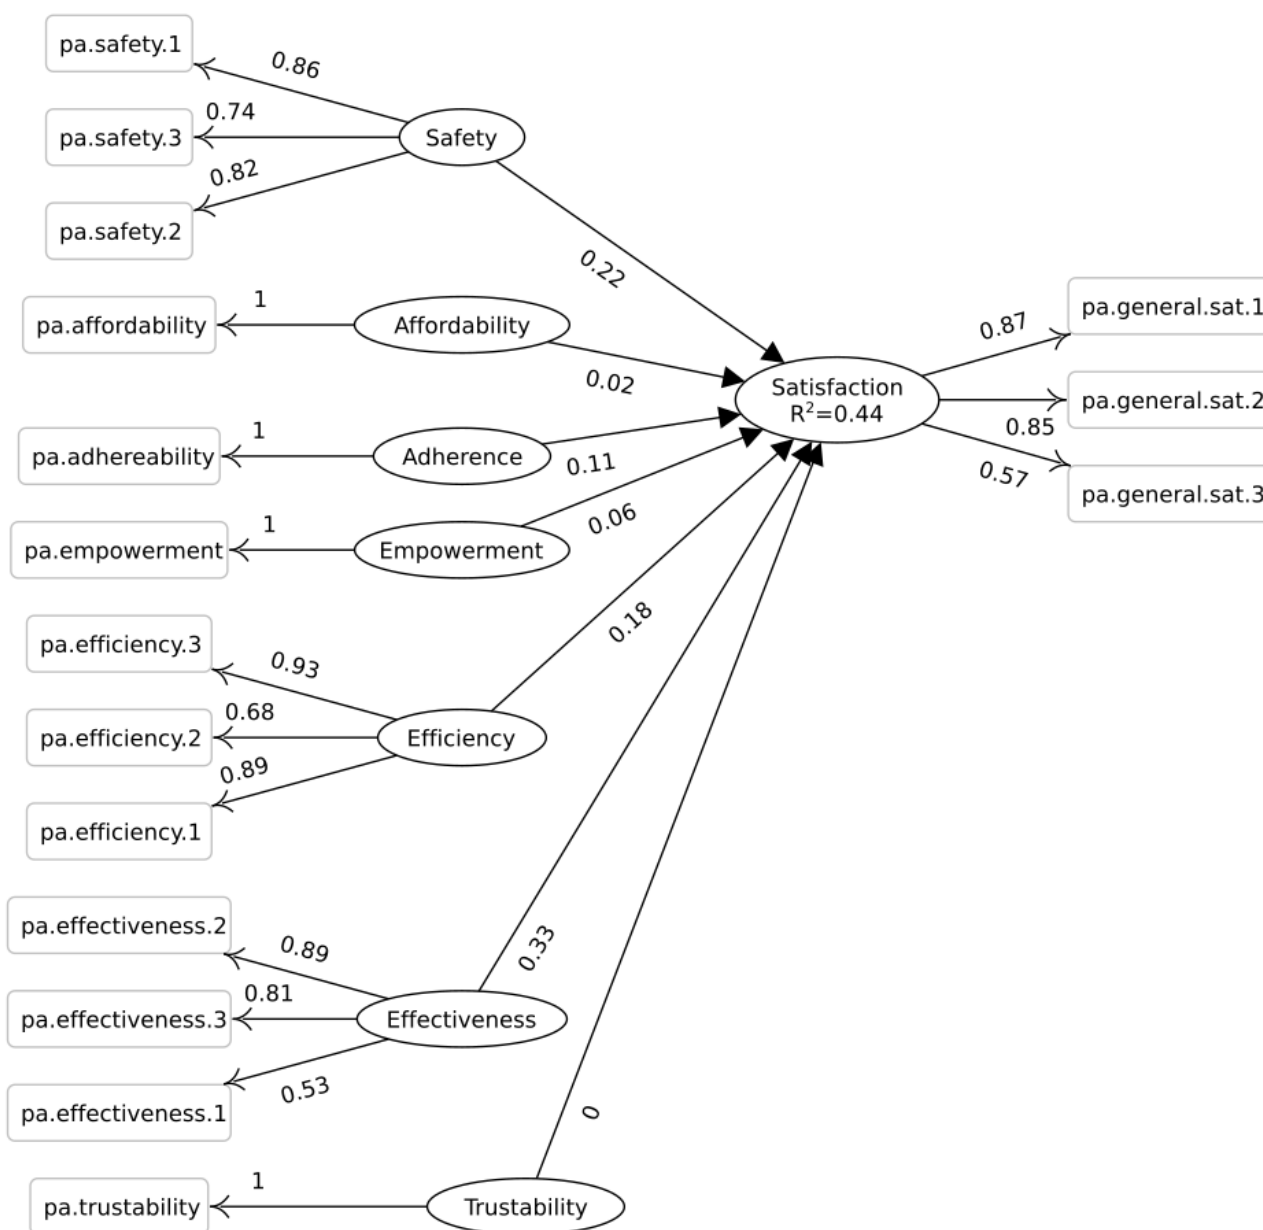 pa.safety.1
0.86
0.74
pa.safety.3
Safety
0.82
pa.safety.2
0.22
1
pa.affordability
Affordability
0.02
pa.general.sat.1
0.87
Satisfaction
R²=0.44
pa.general.sat.2
0.85
0.57
pa.general.sat.3
1
pa.adhereability
Adherence
0.11
0.06
1
pa.empowerment
Empowerment
0.18
pa.efficiency.3
0.93
0.68
pa.efficiency.2
Efficiency
0.89
pa.efficiency.1
pa.effectiveness.2
0.89
0.33
0.81
pa.effectiveness.3
Effectiveness
0.53
pa.effectiveness.1
0
1
pa.trustability
Trustability